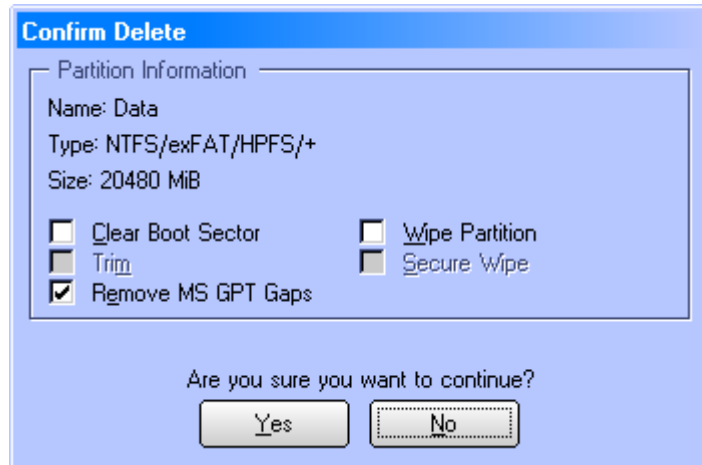 Confirm Delete
Partition Information
Name: Data
Type: NTFS/exFAT/HPFS/+
Size: 20480 MiB
Clear Boot Sector
Wipe Partition
Trim
Secure Wipe
Remove MS GPT Gaps
Are you sure you want to continue?
Yes
No